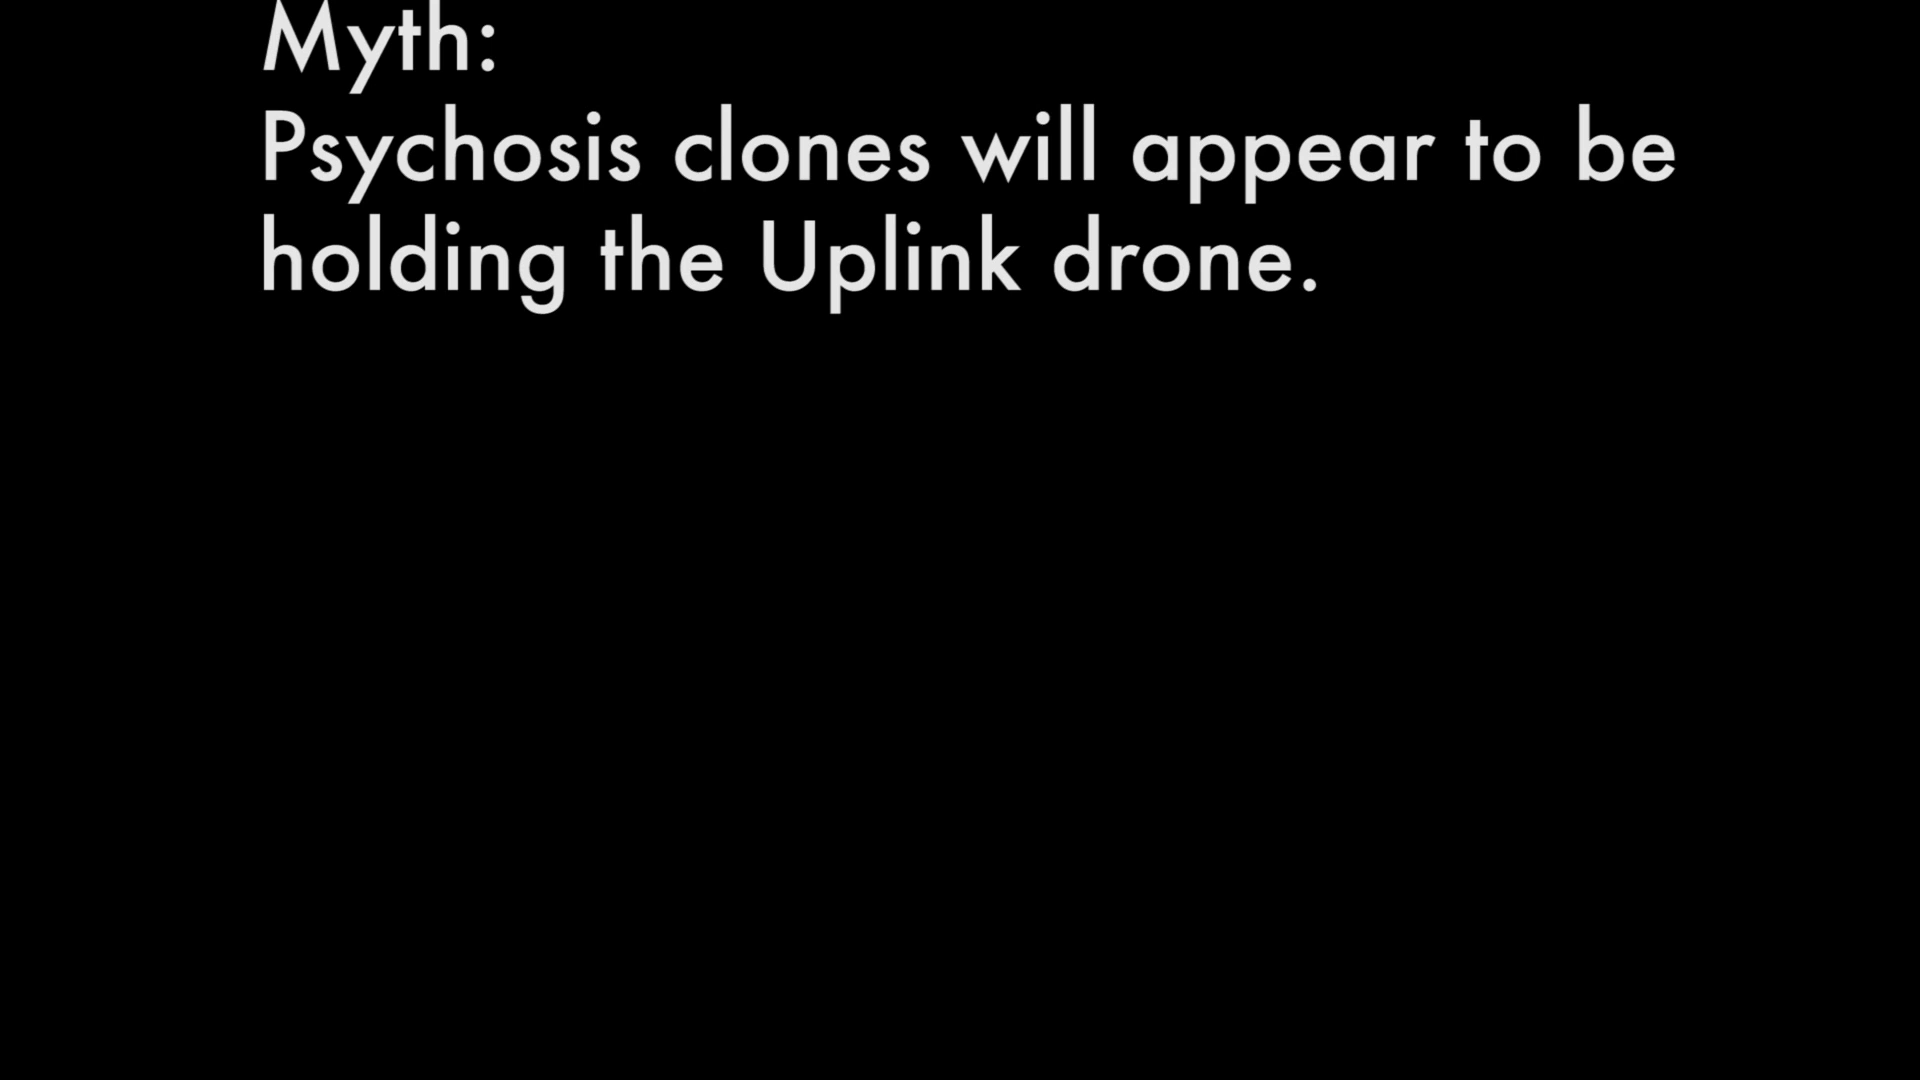 Myth:
Psychosis clones will appear to be
holding the Uplink drone.